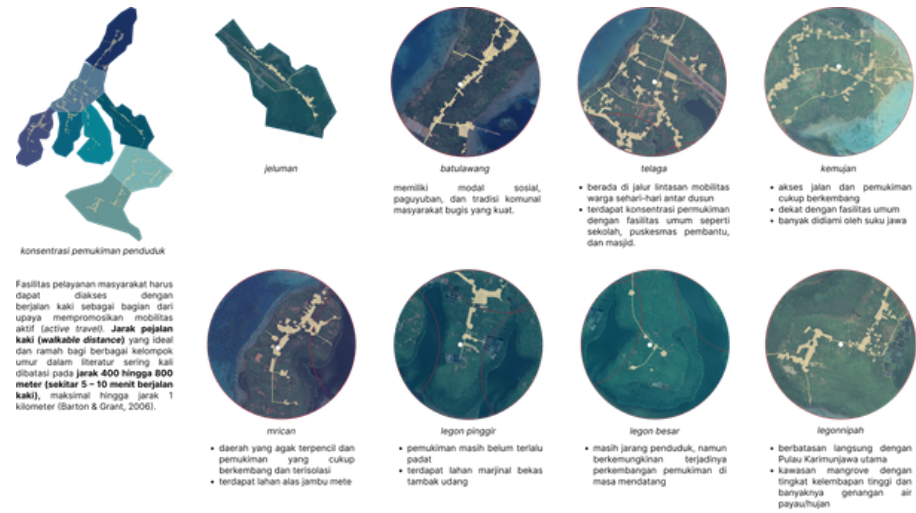 konsentrasi pemukiman penduduk
Fasilitas pelayanan masyarakat harus
dapat diakses dengan
berjalan kaki sebagai bagian dari
upaya mempromosikan mobilitas
aktif (active travel). Jarak pejalan
kaki (walkable distance) yang ideal
dan ramah bagi berbagai kelompok
umur dalam literatur sering kali
dibatasi pada jarak 400 hingga 800
meter (sekitar 5 – 10 menit berjalan
kaki), maksimal hingga jarak 1
kilometer (Barton & Grant, 2006).
jeluman
batulawang
memiliki modal sosial,
paguyuban, dan tradisi komunal
masyarakat bugis yang kuat.
telaga
• berada di jalur lintasan mobilitas
warga sehari-hari antar dusun
• terdapat konsentrasi permukiman
dengan fasilitas umum seperti
sekolah, puskesmas pembantu,
dan masjid.
kemujan
• akses jalan dan pemukiman
cukup berkembang
• dekat dengan fasilitas umum
• banyak didiami oleh suku jawa
mrican
• daerah yang agak terpencil dan
pemukiman yang cukup
berkembang dan terisolasi
• terdapat lahan alas jambu mete
legon pinggir
• pemukiman masih belum terlalu
padat
• terdapat lahan marjinal bekas
tambak udang
legon besar
• masih jarang penduduk, namun
berkemungkinan terjadinya
perkembangan pemukiman di
masa mendatang
legonnipah
• berbatasan langsung dengan
Pulau Karimunjawa utama
• kawasan mangrove dengan
tingkat kelembapan tinggi dan
banyaknya genangan air
payau/hujan